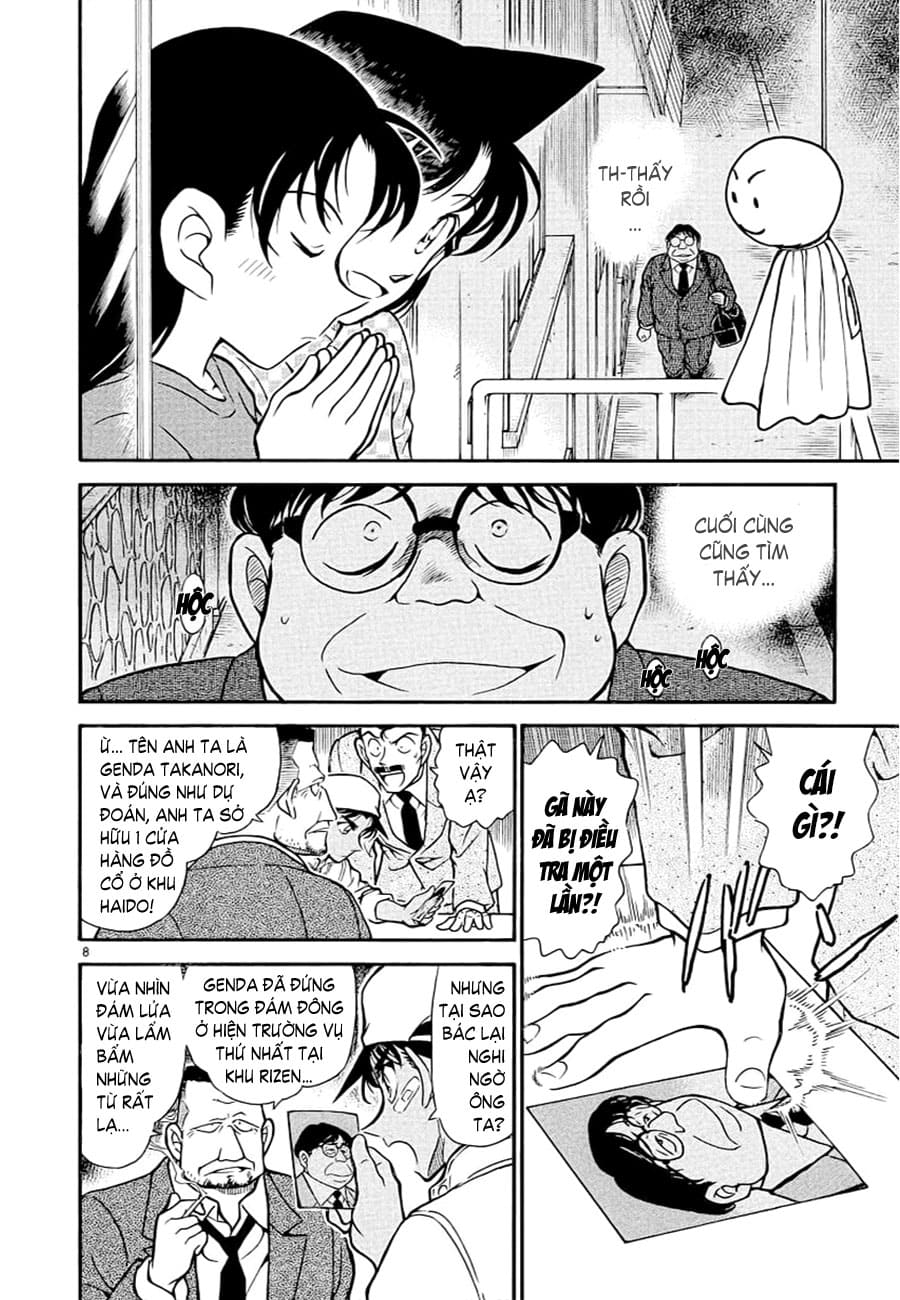 TH-THẤY
RỒI
...
CUỐI CÙNG
CŨNG TÌM
THẤY...
HỘC
HỘC
HỘC
CÁI
GÌ?!
GÃ NÀY
ĐÃ BỊ ĐIỀU
TRA MỘT
LẦN?!
THẬT
VẬY
Ạ?
Ừ... TÊN ANH TA LÀ
GENDA TAKANORI,
VÀ ĐÚNG NHƯ DỰ
ĐOÁN, ANH TA SỞ
HỮU 1 CỬA
HÀNG ĐỒ
CỔ Ở KHU
HAIDO!
8
NHƯNG
TẠI SAO
BÁC LẠI
NGHI
NGỜ
ÔNG
TA?
GENDA ĐÃ ĐỨNG
TRONG ĐÁM ĐÔNG
Ở HIỆN TRƯỜNG VỤ
THỨ NHẤT TẠI
KHU RIZEN...
VỪA NHÌN
ĐÁM LỨA
VỪA LẨM
BẨM
NHỮNG
TỪ RẤT
LẠ...